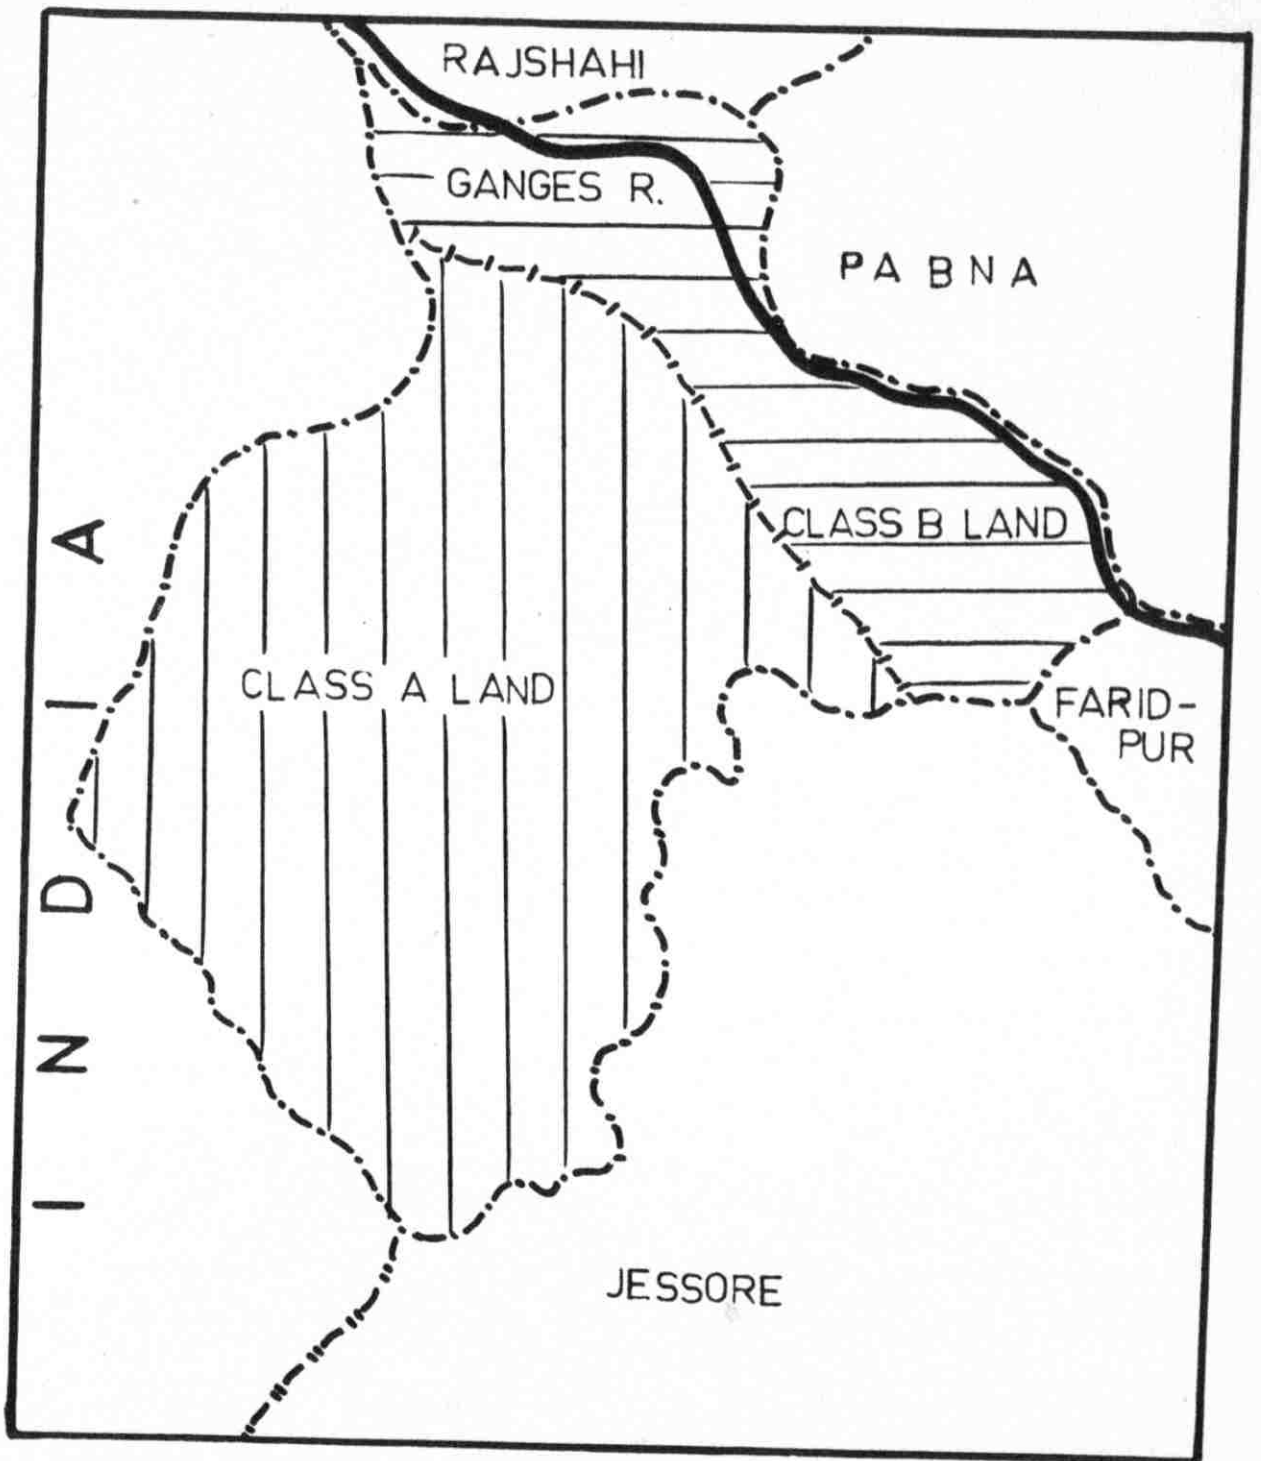 RAJSHAHI
GANGES R.
PABNA
CLASS B LAND
CLASS A LAND
FARID-
PUR
INDIA
JESSORE